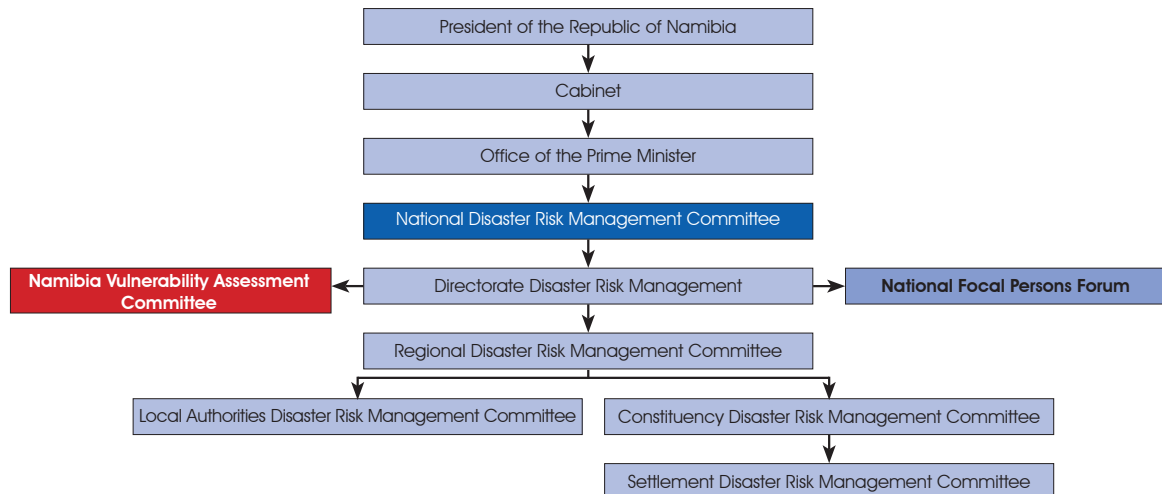 President of the Republic of Namibia
Cabinet
Office of the Prime Minister
National Disaster Risk Management Committee
Namibia Vulnerability Assessment
Committee
Directorate Disaster Risk Management
National Focal Persons Forum
Regional Disaster Risk Management Committee
Local Authorities Disaster Risk Management Committee
Constituency Disaster Risk Management Committee
Settlement Disaster Risk Management Committee